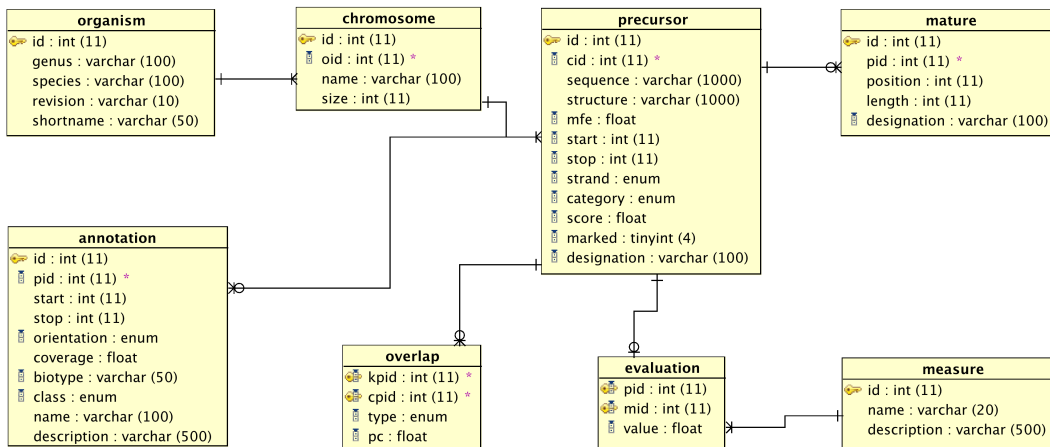 organism
id : int (11)
genus : varchar (100)
species : varchar (100)
revision : varchar (10)
shortname : varchar (50)
chromosome
id : int (11)
oid : int (11) *
name : varchar (100)
size : int (11)
precursor
id : int (11)
cid : int (11) *
sequence : varchar (1000)
structure : varchar (1000)
mfe : float
start : int (11)
stop : int (11)
strand : enum
category : enum
score : float
marked : tinyint (4)
designation : varchar (100)
mature
id : int (11)
pid : int (11) *
position : int (11)
length : int (11)
designation : varchar (100)
annotation
id : int (11)
pid : int (11) *
start : int (11)
stop : int (11)
orientation : enum
coverage : float
biotype : varchar (50)
class : enum
name : varchar (100)
description : varchar (500)
overlap
kpid : int (11) *
cpid : int (11) *
type : enum
pc : float
evaluation
pid : int (11)
mid : int (11)
value : float
measure
id : int (11)
name : varchar (20)
description : varchar (500)